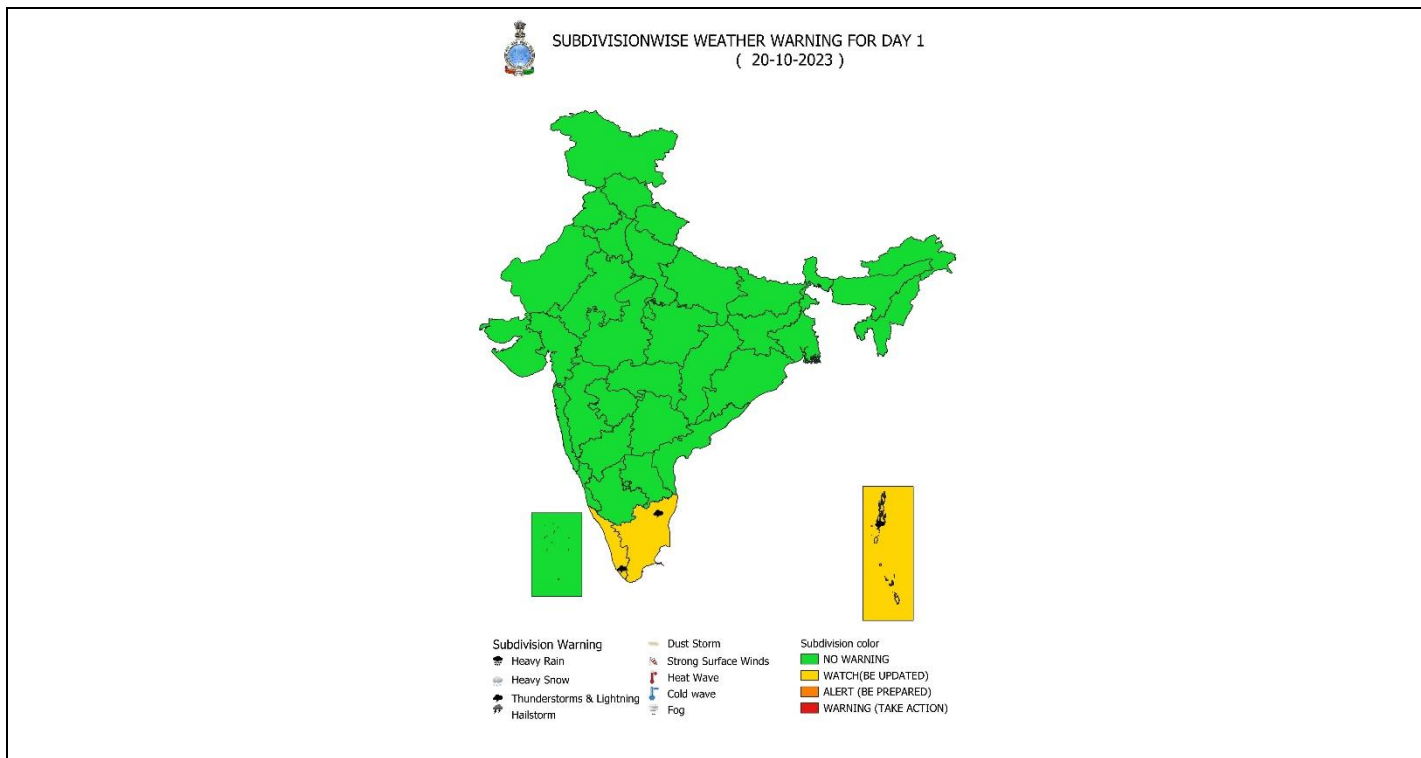 SUBDIVISIONWISE WEATHER WARNING FOR DAY 1
( 20-10-2023 )
Subdivision Warning
Heavy Rain
Heavy Snow
Thunderstorms & Lightning
Hailstorm
Dust Storm
Strong Surface Winds
Heat Wave
Cold wave
Fog
Subdivision color
NO WARNING
WATCH(BE UPDATED)
ALERT (BE PREPARED)
WARNING (TAKE ACTION)